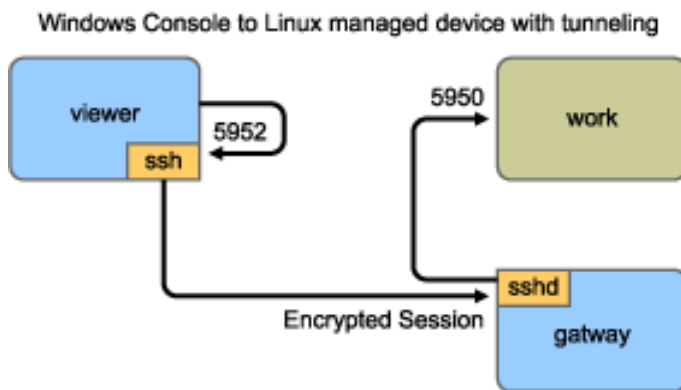 Windows Console to Linux managed device with tunneling
viewer
5952
ssh
5950
work
Encrypted Session
sshd
gatway